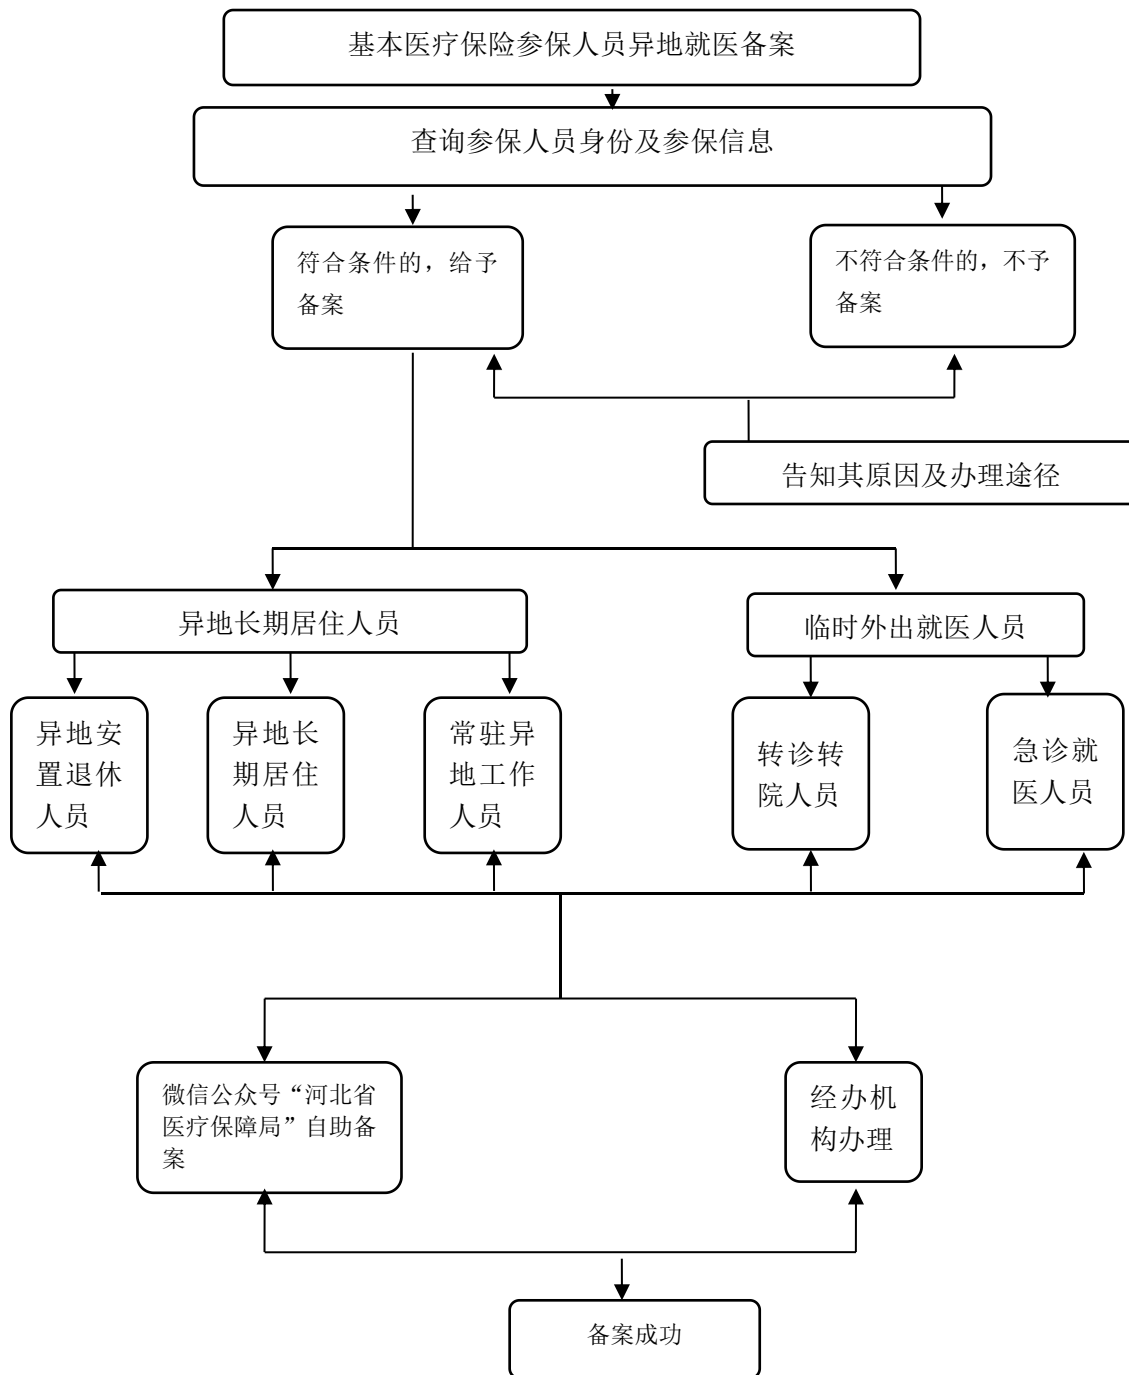 基本医疗保险参保人员异地就医备案
查询参保人员身份及参保信息
符合条件的，给予
备案
不符合条件的，不予
备案
告知其原因及办理途径
异地长期居住人员
临时外出就医人员
异地安
置退休
人员
异地长
期居住
人员
常驻异
地工作
人员
转诊转
院人员
急诊就
医人员
微信公众号“河北省
医疗保障局”自助备
案
经办机
构办理
备案成功